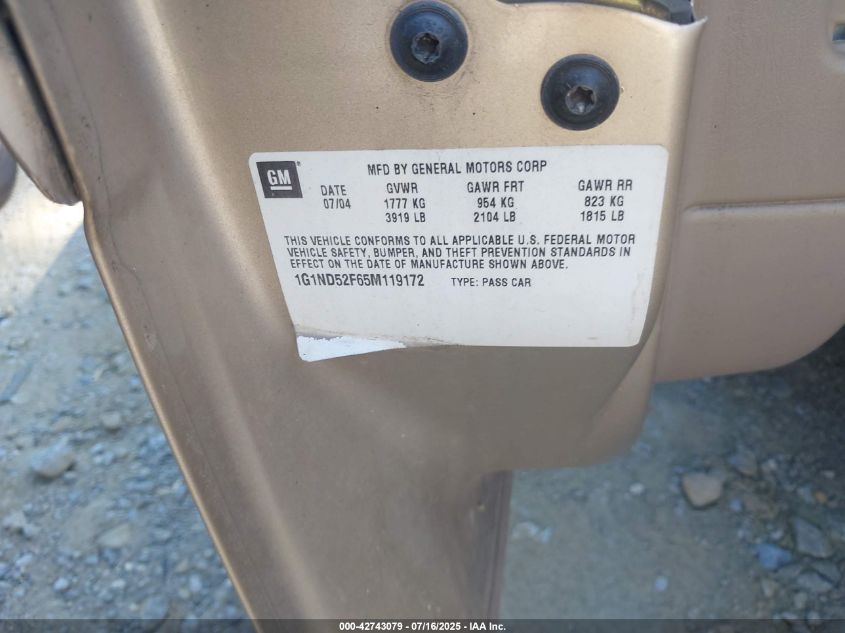 GM
MFD BY GENERAL MOTORS CORP
DATE GVWR GAWR FRT GAWR RR
07/04 1777 KG 954 KG 823 KG
3919 LB 2104 LB 1815 LB
THIS VEHICLE CONFORMS TO ALL APPLICABLE U.S. FEDERAL MOTOR
VEHICLE SAFETY, BUMPER, AND THEFT PREVENTION STANDARDS IN
EFFECT ON THE DATE OF MANUFACTURE SHOWN ABOVE.
1G1ND52F65M119172 TYPE: PASS CAR
000-42743079 - 07/16/2025 - IAA Inc.